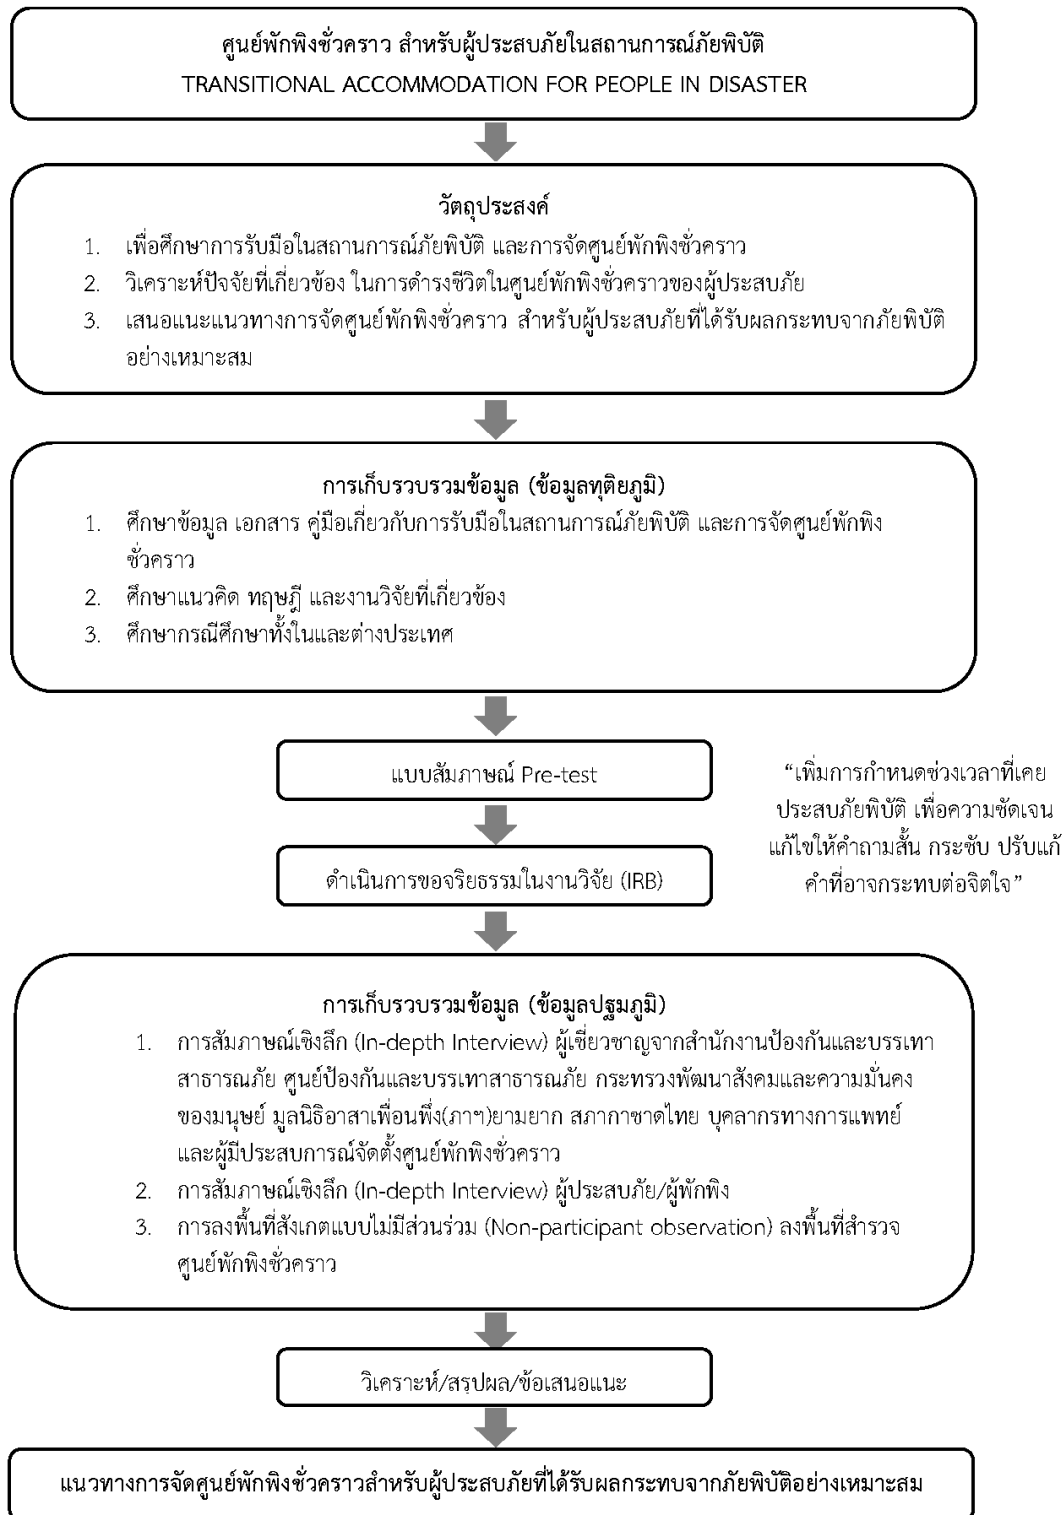 ศูนย์พักพิงชั่วคราว สำหรับผู้ประสบภัยในสถานการณ์ภัยพิบัติ
TRANSITIONAL ACCOMMODATION FOR PEOPLE IN DISASTER
วัตถุประสงค์
1. เพื่อศึกษาการรับมือในสถานการณ์ภัยพิบัติ และการจัดศูนย์พักพิงชั่วคราว
2. วิเคราะห์ปัจจัยที่เกี่ยวข้อง ในการดำรงชีวิตในศูนย์พักพิงชั่วคราวของผู้ประสบภัย
3. เสนอแนะแนวทางการจัดศูนย์พักพิงชั่วคราว สำหรับผู้ประสบภัยที่ได้รับผลกระทบจากภัยพิบัติ
อย่างเหมาะสม
การเก็บรวบรวมข้อมูล (ข้อมูลทุติยภูมิ)
1. ศึกษาข้อมูล เอกสาร คู่มือเกี่ยวกับการรับมือในสถานการณ์ภัยพิบัติ และการจัดศูนย์พักพิง
ชั่วคราว
2. ศึกษาแนวคิด ทฤษฎี และงานวิจัยที่เกี่ยวข้อง
3. ศึกษากรณีศึกษาทั้งในและต่างประเทศ
แบบสัมภาษณ์ Pre-test
“เพิ่มการกำหนดช่วงเวลาที่เคย
ประสบภัยพิบัติ เพื่อความชัดเจน
แก้ไขให้คำถามสั้น กระชับ ปรับแก้
คำที่อาจกระทบต่อจิตใจ”
ดำเนินการขอจริยธรรมในงานวิจัย (IRB)
การเก็บรวบรวมข้อมูล (ข้อมูลปฐมภูมิ)
1. การสัมภาษณ์เชิงลึก (In-depth Interview) ผู้เชี่ยวชาญจากสำนักงานป้องกันและบรรเทา
สาธารณภัย ศูนย์ป้องกันและบรรเทาสาธารณภัย กระทรวงพัฒนาสังคมและความมั่นคง
ของมนุษย์ มูลนิธิอาสาเพื่อนพึ่ง(ภาฯ)ยามยาก สภากาชาดไทย บุคลากรทางการแพทย์
และผู้มีประสบการณ์จัดตั้งศูนย์พักพิงชั่วคราว
2. การสัมภาษณ์เชิงลึก (In-depth Interview) ผู้ประสบภัย/ผู้พักพิง
3. การลงพื้นที่สังเกตแบบไม่มีส่วนร่วม (Non-participant observation) ลงพื้นที่สำรวจ
ศูนย์พักพิงชั่วคราว
วิเคราะห์/สรุปผล/ข้อเสนอแนะ
แนวทางการจัดศูนย์พักพิงชั่วคราวสำหรับผู้ประสบภัยที่ได้รับผลกระทบจากภัยพิบัติอย่างเหมาะสม